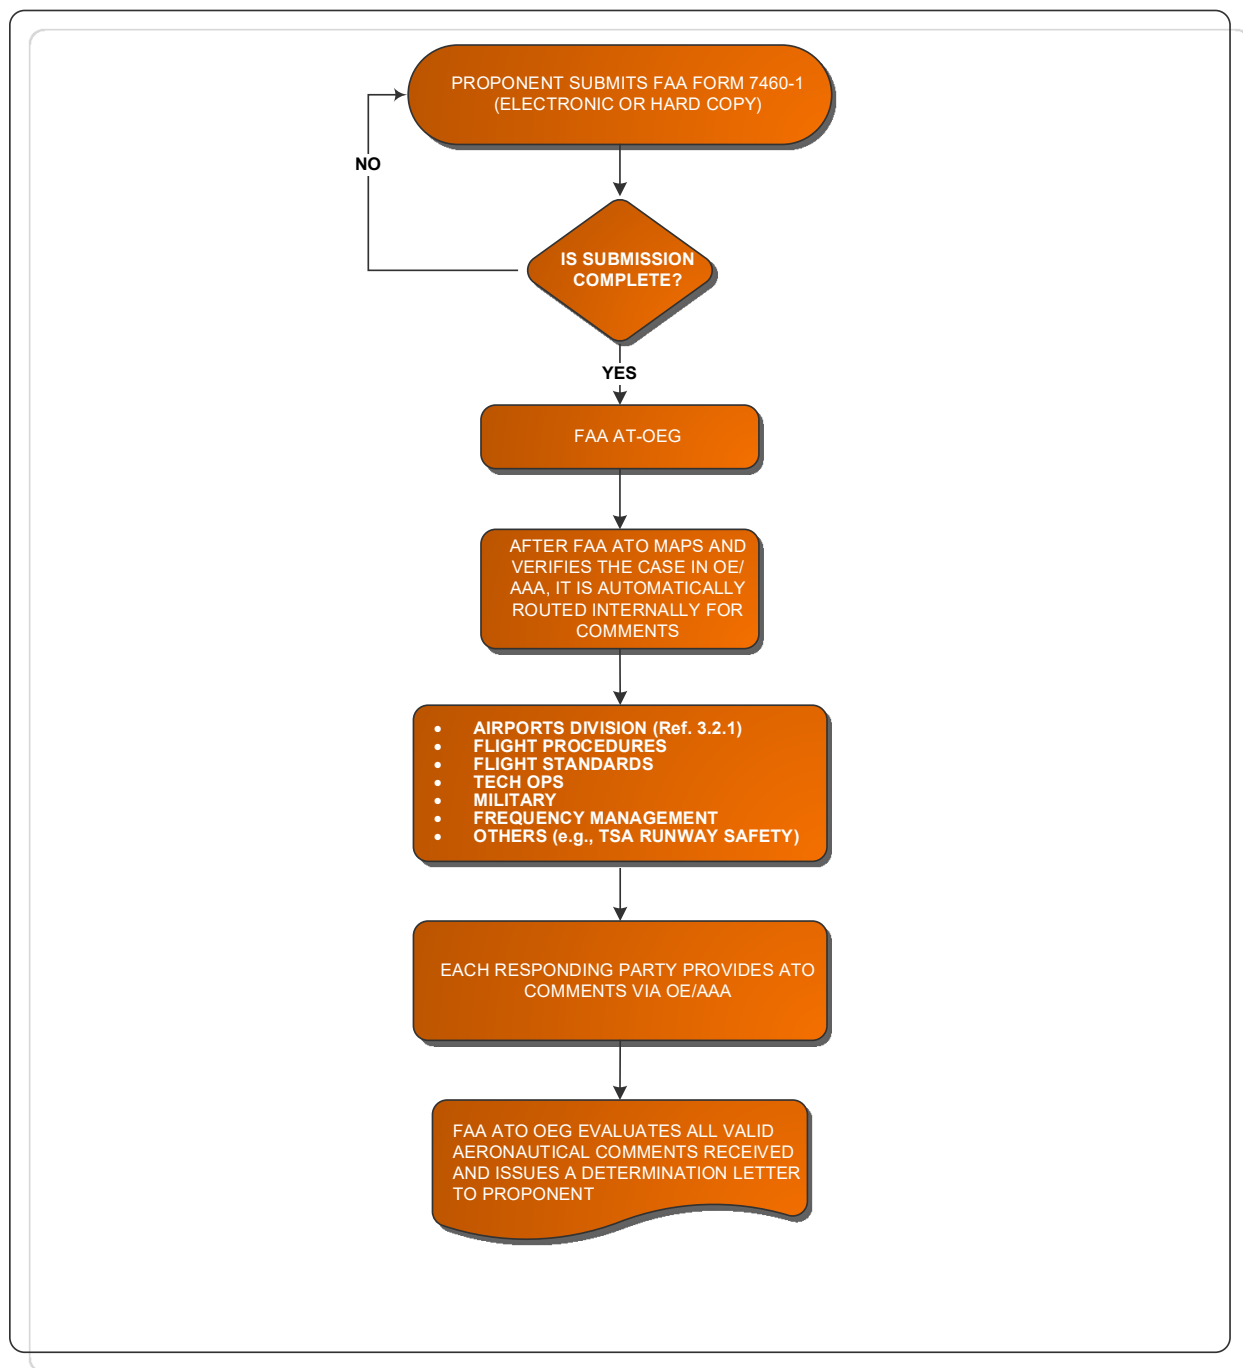 PROPONENT SUBMITS FAA FORM 7460-1
(ELECTRONIC OR HARD COPY)
NO
IS SUBMISSION
COMPLETE?
YES
FAA AT-OEG
AFTER FAA ATO MAPS AND
VERIFIES THE CASE IN OE/
AAA, IT IS AUTOMATICALLY
ROUTED INTERNALLY FOR
COMMENTS
• AIRPORTS DIVISION (Ref. 3.2.1)
• FLIGHT PROCEDURES
• FLIGHT STANDARDS
• TECH OPS
• MILITARY
• FREQUENCY MANAGEMENT
• OTHERS (e.g., TSA RUNWAY SAFETY)
EACH RESPONDING PARTY PROVIDES ATO
COMMENTS VIA OE/AAA
FAA ATO OEG EVALUATES ALL VALID
AERONAUTICAL COMMENTS RECEIVED
AND ISSUES A DETERMINATION LETTER
TO PROPONENT